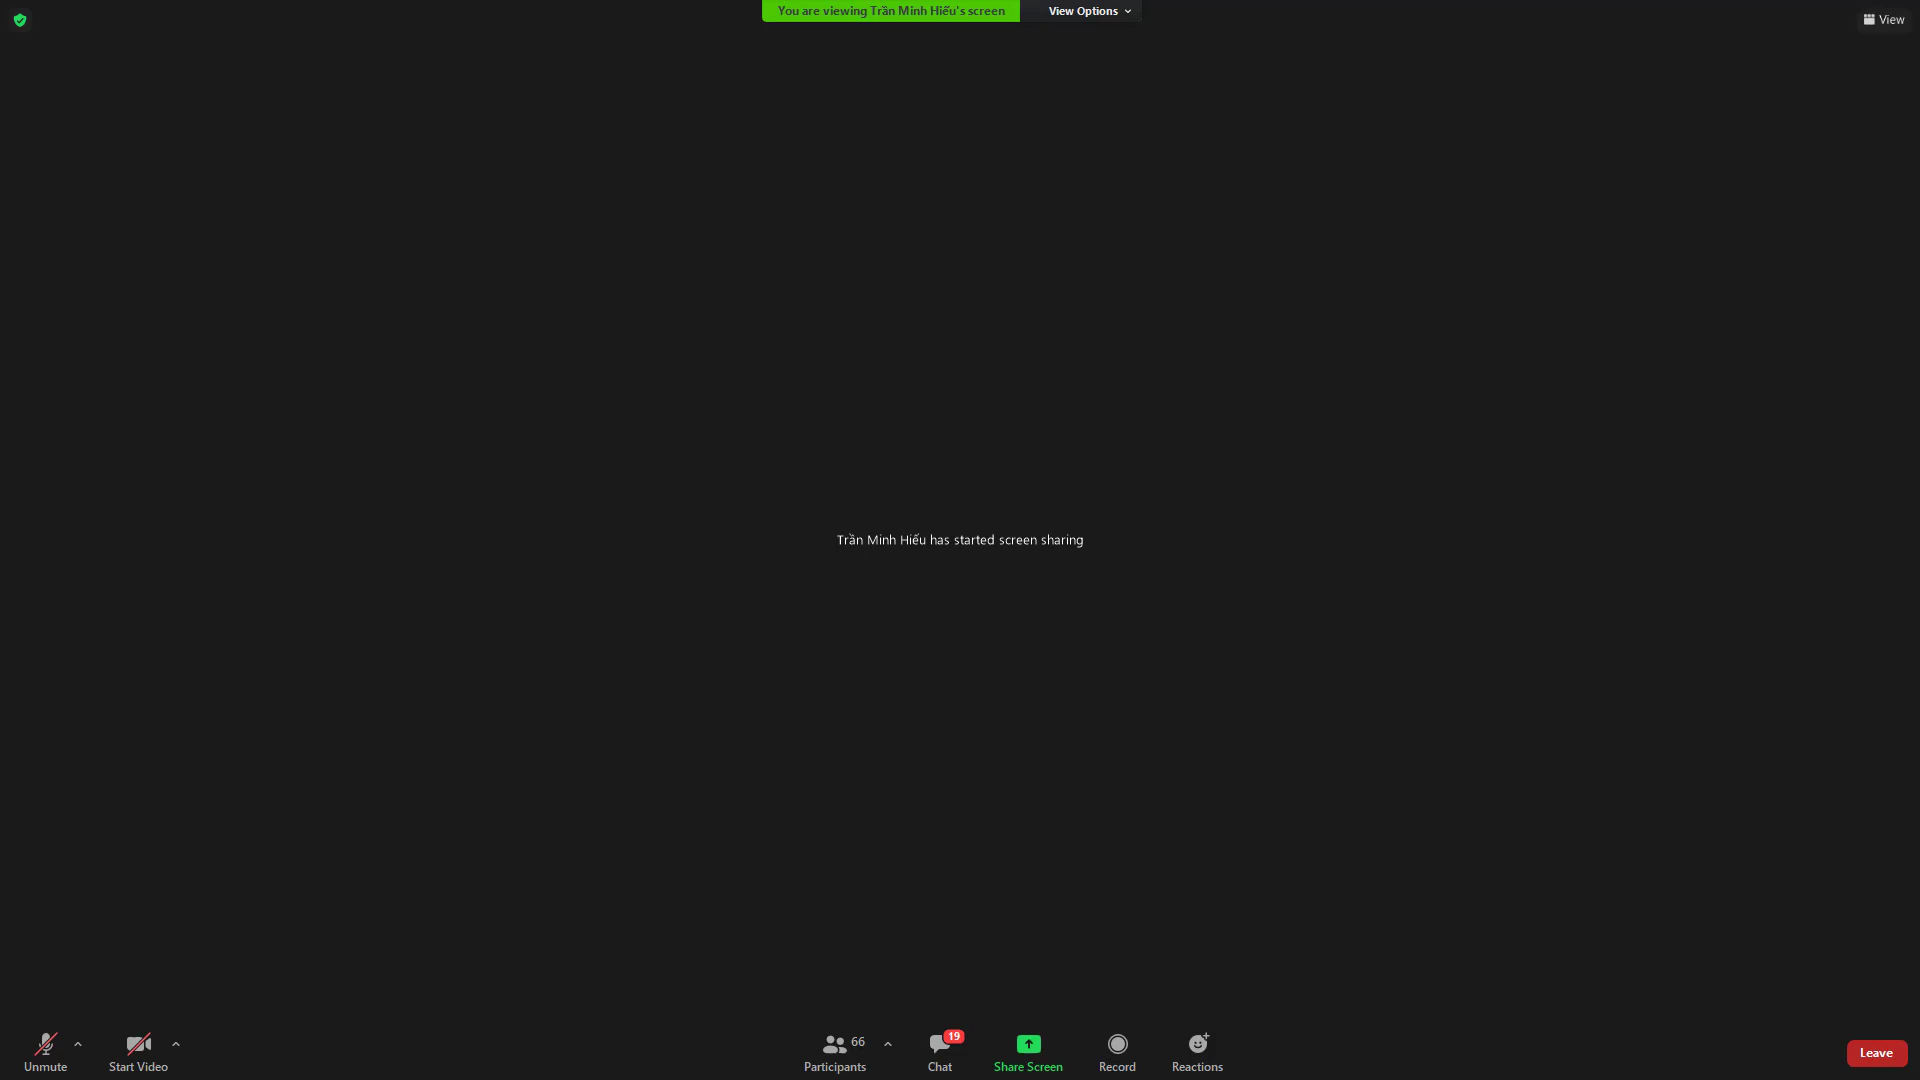 You are viewing Trần Minh Hiếu's screen
View Options
View
Trần Minh Hiếu has started screen sharing
66
19
Unmute
Start Video
Participants
Chat
Share Screen
Record
Reactions
Leave